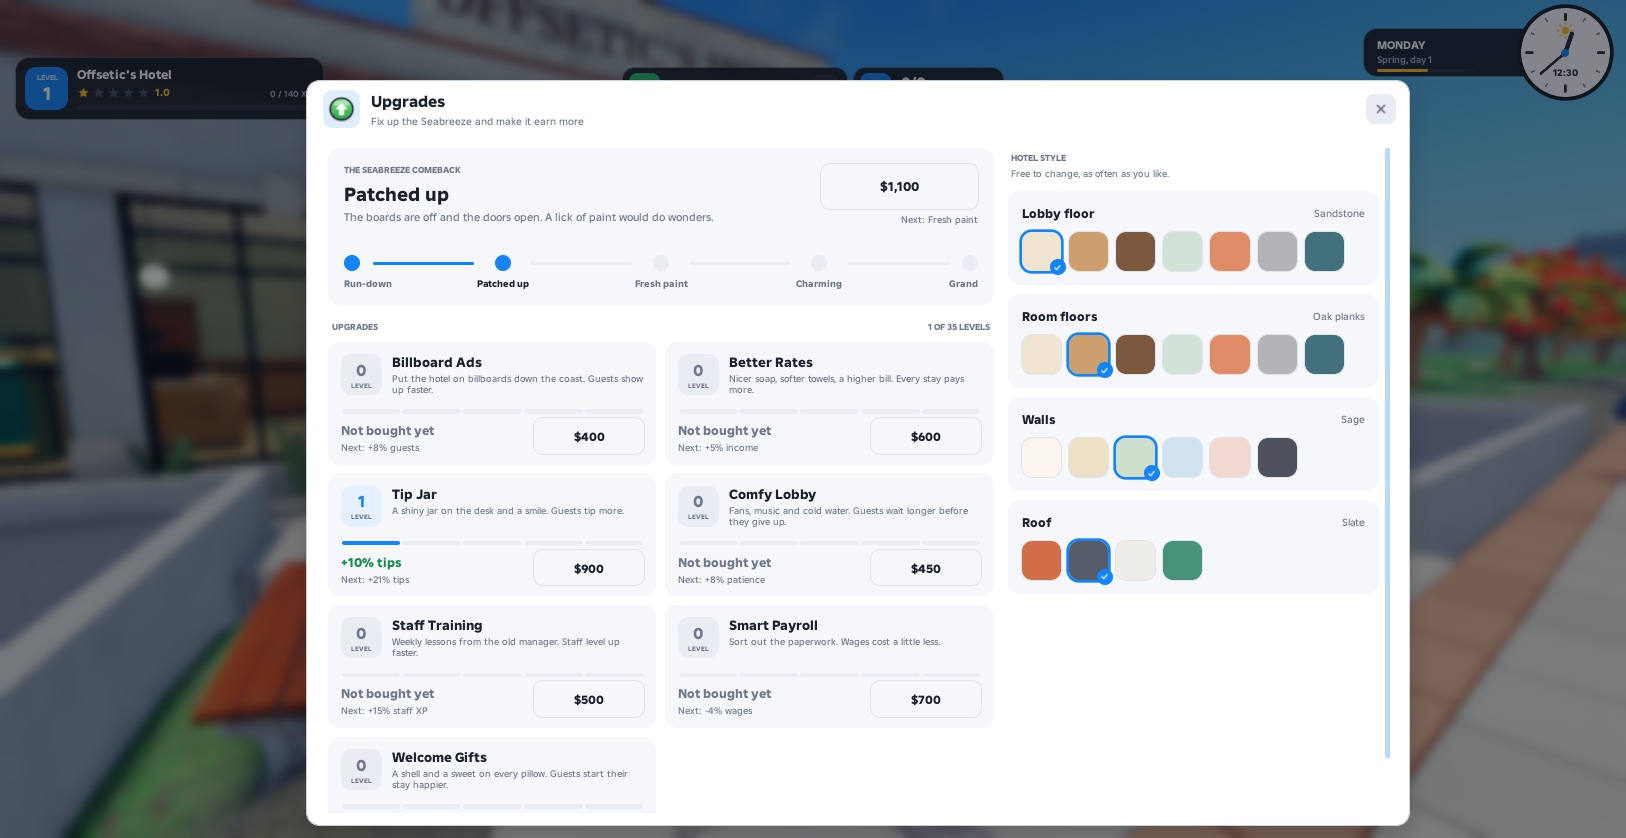 OFFSETIC'S
LEVEL
1
Offsetic's Hotel
1.0
0 / 140 X
MONDAY
Spring, day 1
12:30
Upgrades
Fix up the Seabreeze and make it earn more
THE SEABREEZE COMEBACK
Patched up
The boards are off and the doors open. A lick of paint would do wonders.
$1,100
Next: Fresh paint
Run-down
Patched up
Fresh paint
Charming
Grand
UPGRADES
1 OF 35 LEVELS
0
LEVEL
Billboard Ads
Put the hotel on billboards down the coast. Guests show
up faster.
Not bought yet
Next: +8% guests
$400
0
LEVEL
Better Rates
Nicer soap, softer towels, a higher bill. Every stay pays
more.
Not bought yet
Next: +5% income
$600
1
LEVEL
Tip Jar
A shiny jar on the desk and a smile. Guests tip more.
+10% tips
Next: +21% tips
$900
0
LEVEL
Comfy Lobby
Fans, music and cold water. Guests wait longer before
they give up.
Not bought yet
Next: +8% patience
$450
0
LEVEL
Staff Training
Weekly lessons from the old manager. Staff level up
faster.
Not bought yet
Next: +15% staff XP
$500
0
LEVEL
Smart Payroll
Sort out the paperwork. Wages cost a little less.
Not bought yet
Next: -4% wages
$700
0
LEVEL
Welcome Gifts
A shell and a sweet on every pillow. Guests start their
stay happier.
HOTEL STYLE
Free to change, as often as you like.
Lobby floor
Sandstone
Room floors
Oak planks
Walls
Sage
Roof
Slate